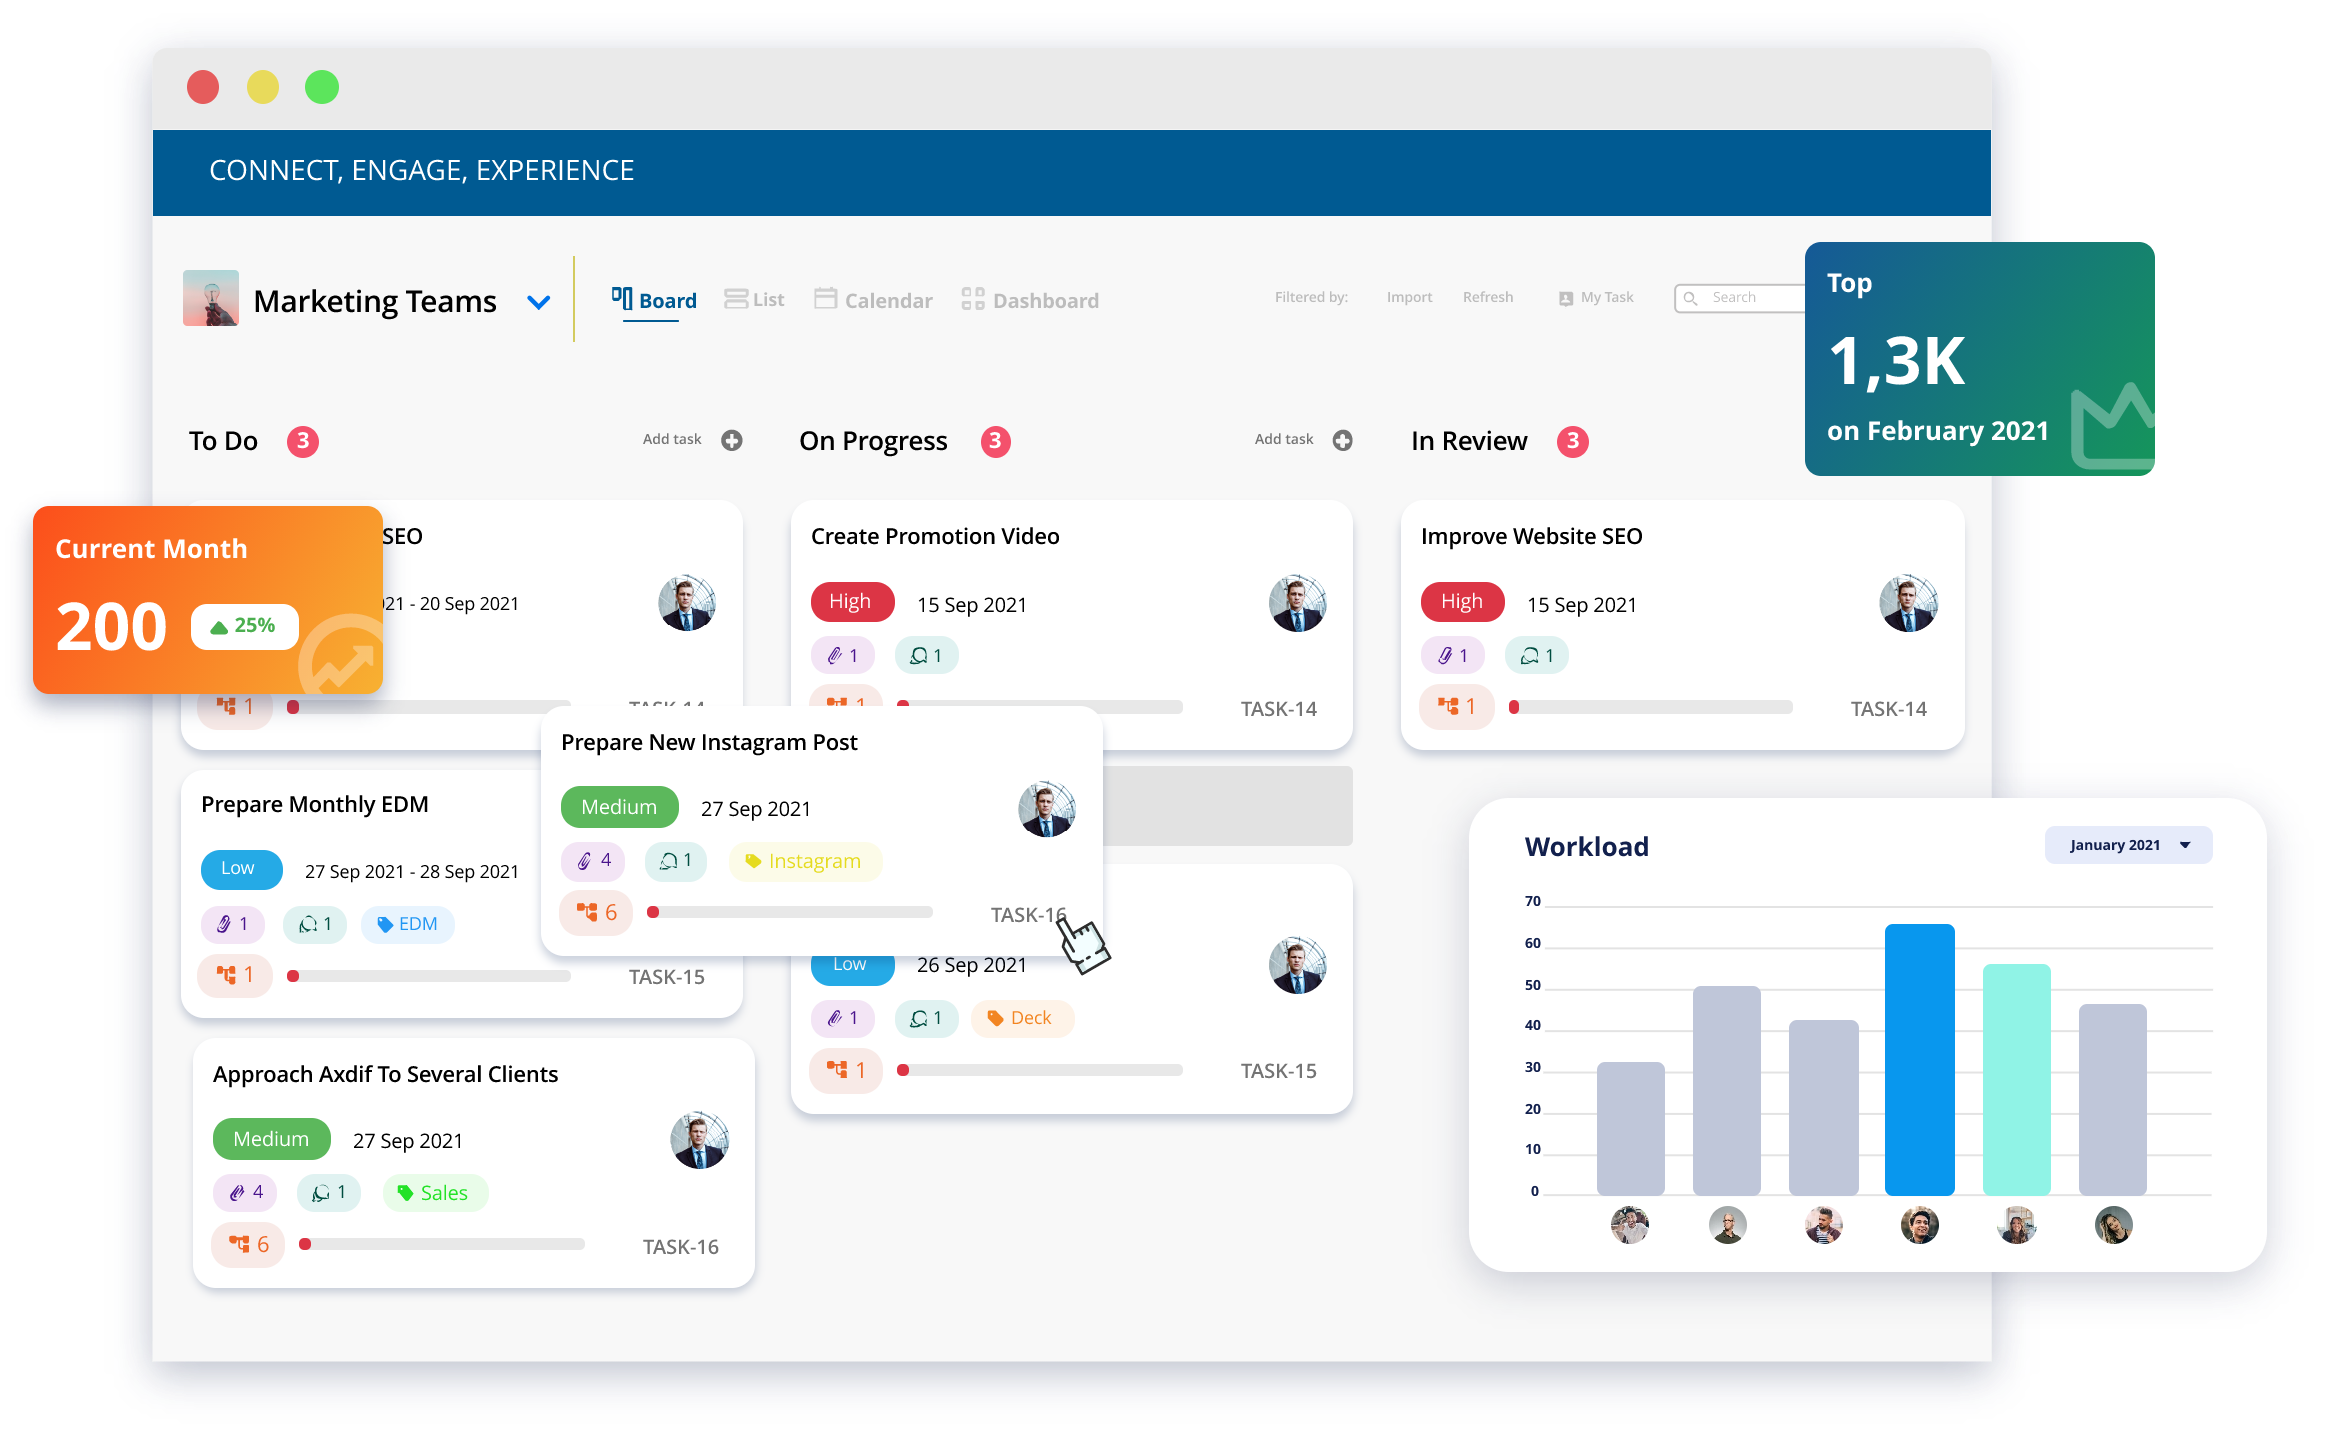 CONNECT, ENGAGE, EXPERIENCE
Marketing Teams
Board
List
Calendar
Dashboard
Filtered by:
Import
Refresh
My Task
Search
Top
1,3K
on February 2021
To Do 3
Add task
On Progress 3
Add task
In Review 3
Current Month
200
25%
SEO
21 - 20 Sep 2021
1
TASK-14
Create Promotion Video
High 15 Sep 2021
1 1
1 TASK-14
Improve Website SEO
High 15 Sep 2021
1 1
1 TASK-14
Prepare New Instagram Post
Medium 27 Sep 2021
4 1 Instagram
6 TASK-16
Prepare Monthly EDM
Low 27 Sep 2021 - 28 Sep 2021
1 1 EDM
1 TASK-15
Low 26 Sep 2021
1 1 Deck
1 TASK-15
Approach Axdif To Several Clients
Medium 27 Sep 2021
4 1 Sales
6 TASK-16
Workload
January 2021
70
60
50
40
30
20
10
0